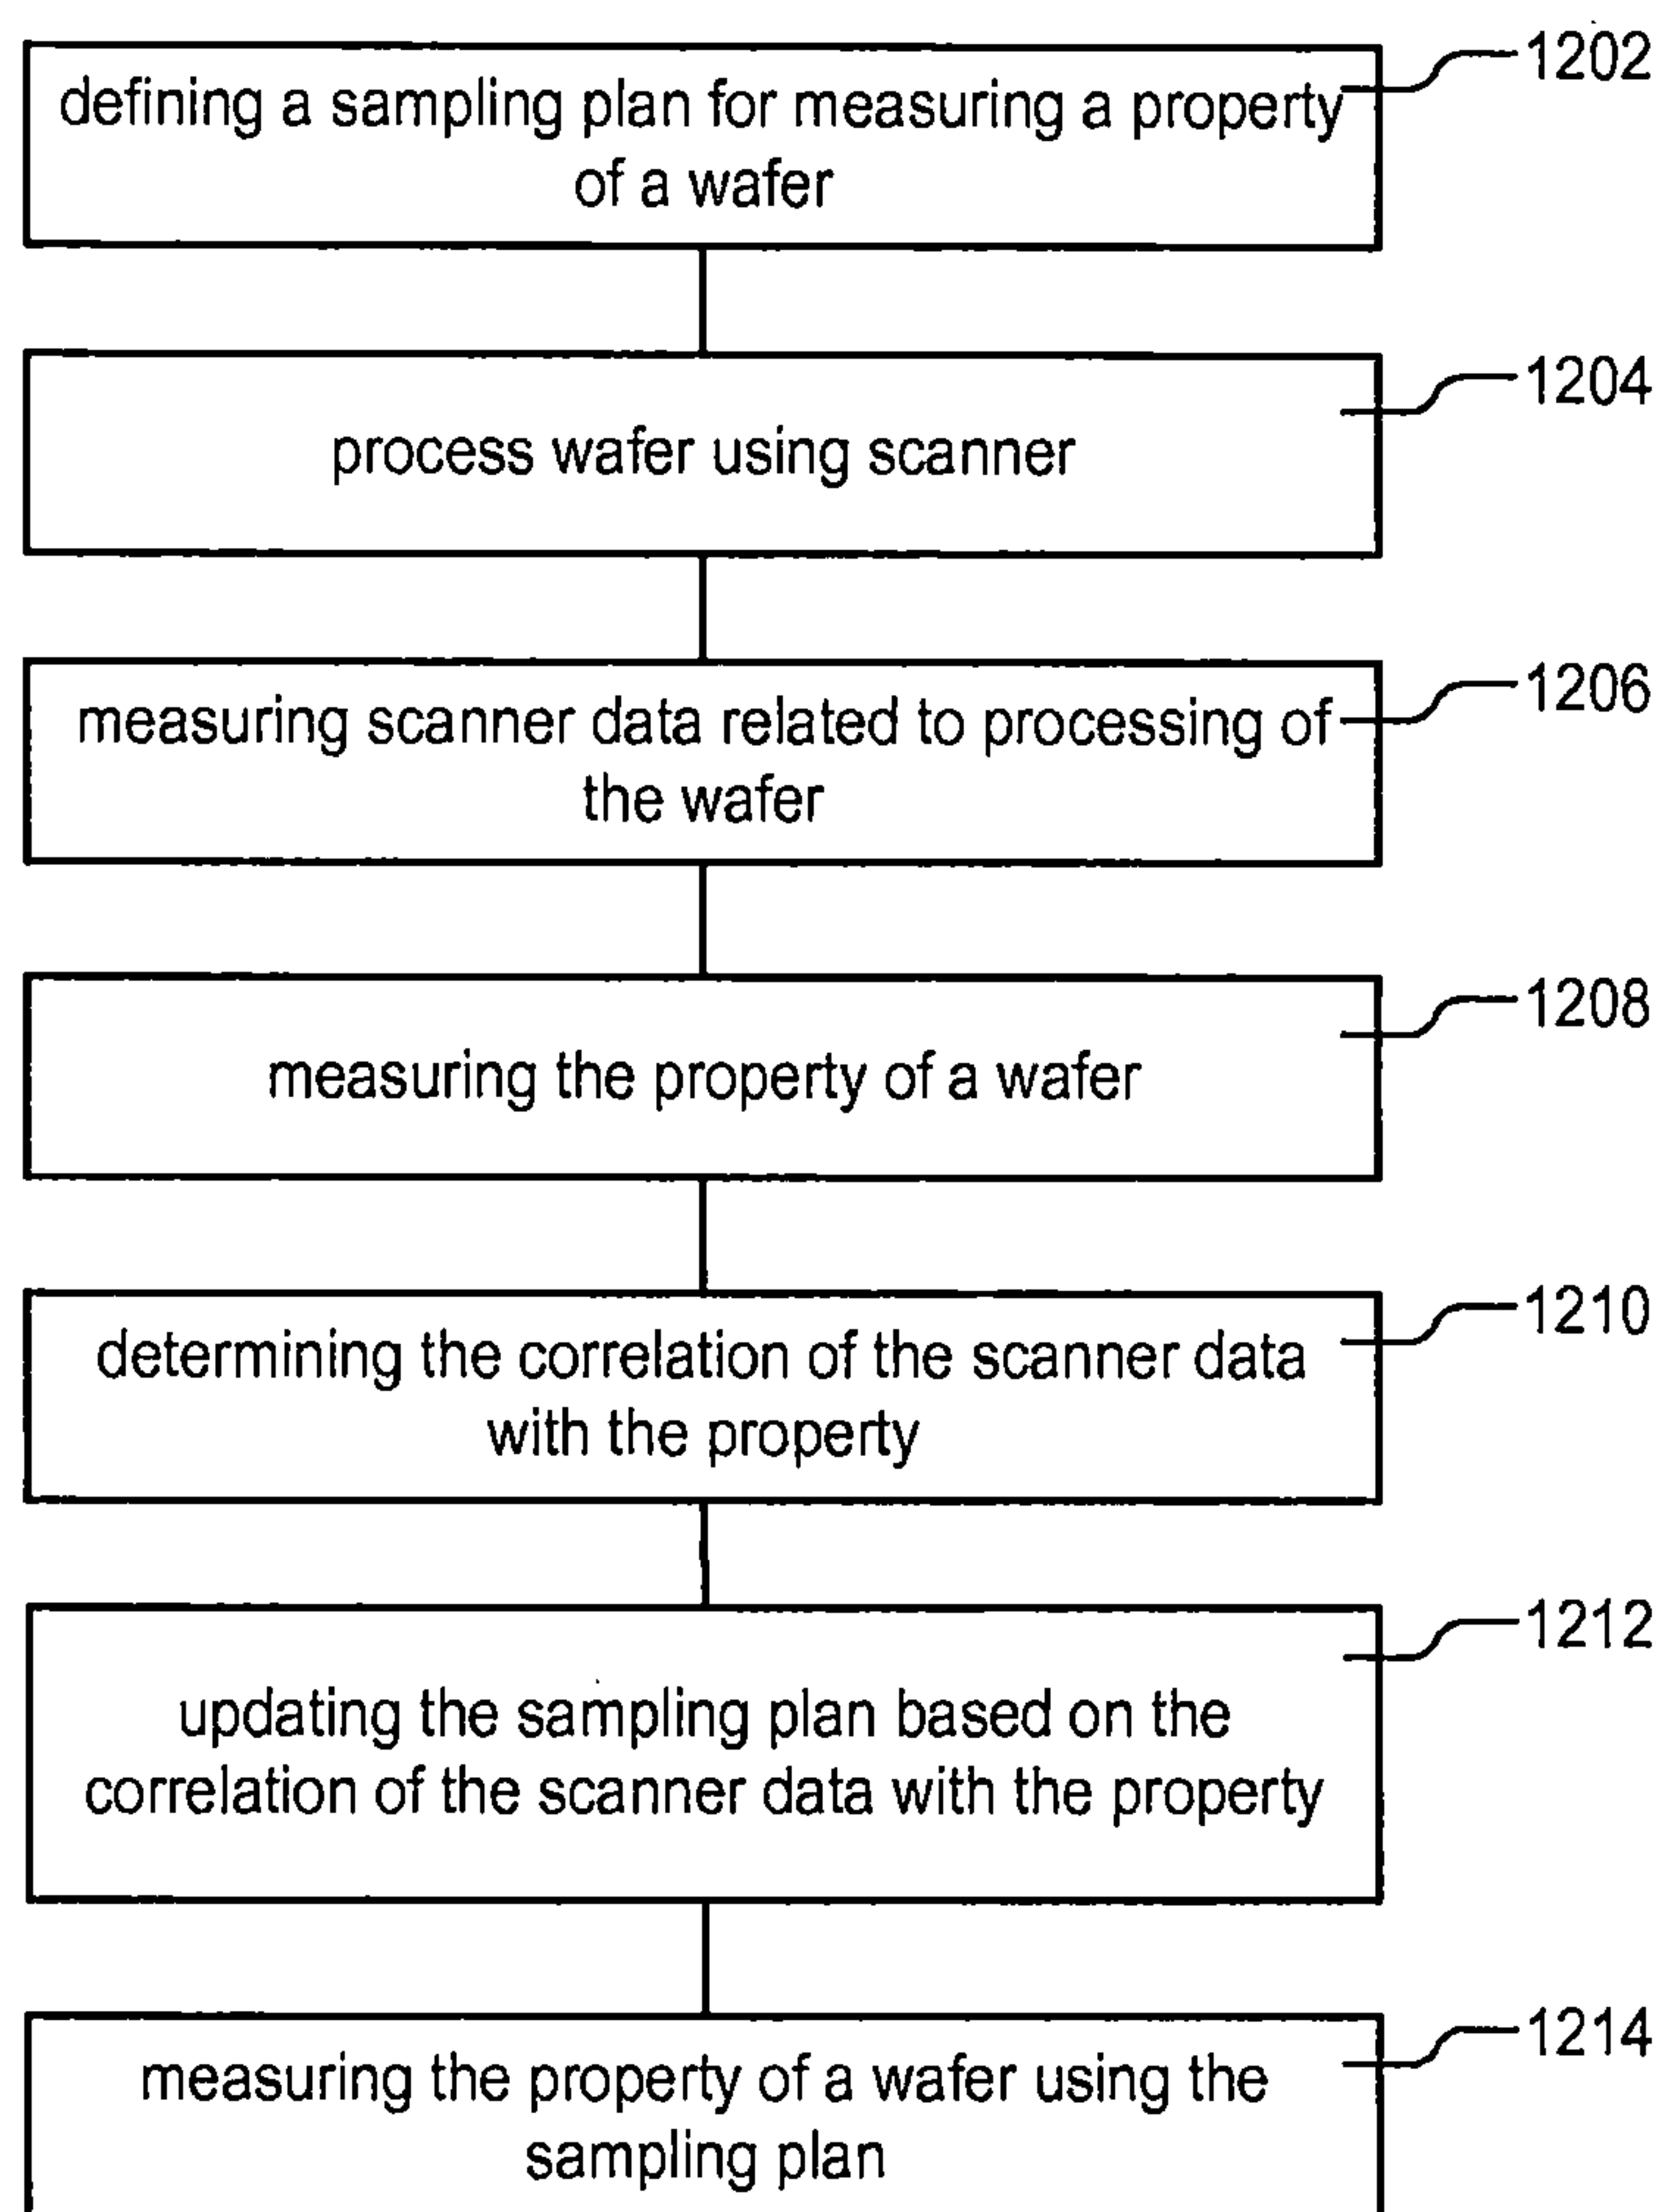 1202
defining a sampling plan for measuring a property
of a wafer
1204
process wafer using scanner
1206
measuring scanner data related to processing of
the wafer
1208
measuring the property of a wafer
1210
determining the correlation of the scanner data
with the property
1212
updating the sampling plan based on the
correlation of the scanner data with the property
1214
measuring the property of a wafer using the
sampling plan